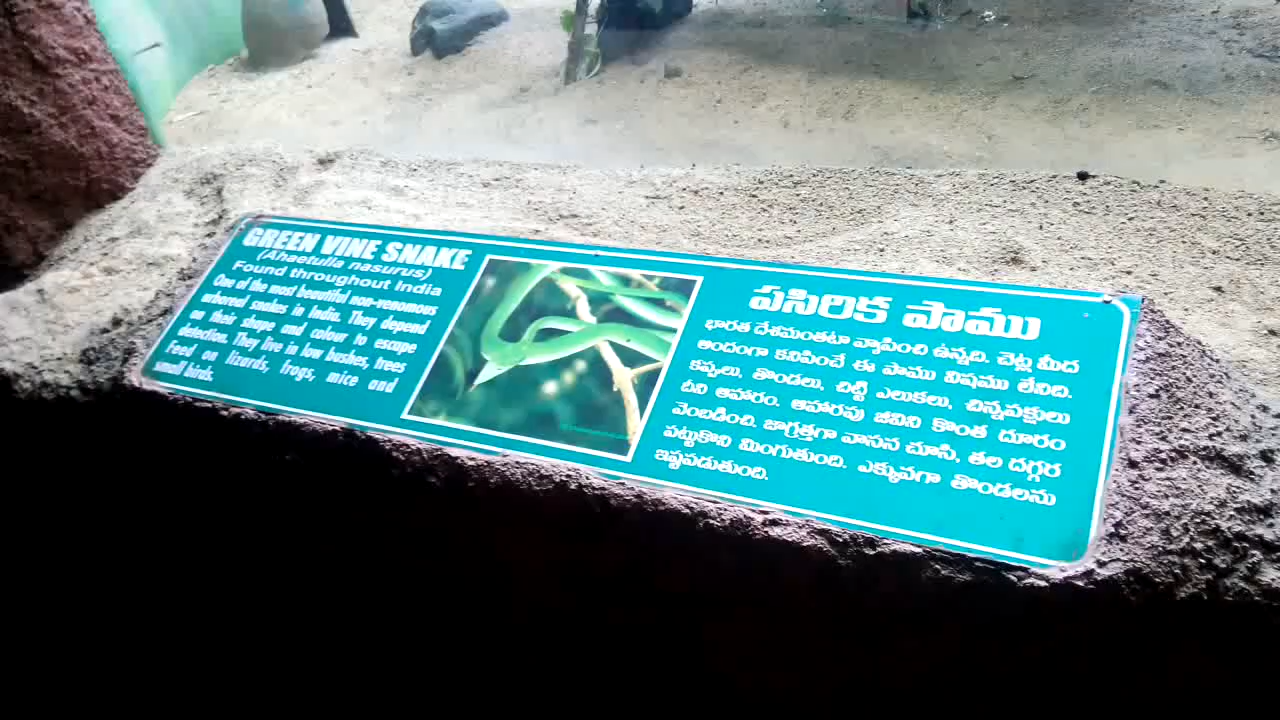 GREEN VINE SNAKE
(Ahaetulla nasurus)
Found throughout India
One of the most beautiful non-venomous
arboreal snakes in India. They depend
on their shape and colour to escape
detection. They live in low bushes, trees
Feed on lizards, frogs, mice and
small birds.
పసిరిక పాము
భారత దేశమంతటా వ్యాపించి ఉన్నది. చెట్ల మీద
అందంగా కనిపించే ఈ పాము విషము లేనిది.
కప్పలు, తొండలు, చిట్టి ఎలుకలు, చిన్నపక్షులు
దీని ఆహారం. ఆహారపు జీవిని కొంత దూరం
వెంబడించి. జాగ్రత్తగా వాసన చూసి, తల దగ్గర
పట్టుకొని మింగుతుంది. ఎక్కువగా తొండలను
ఇష్టపడుతుంది.